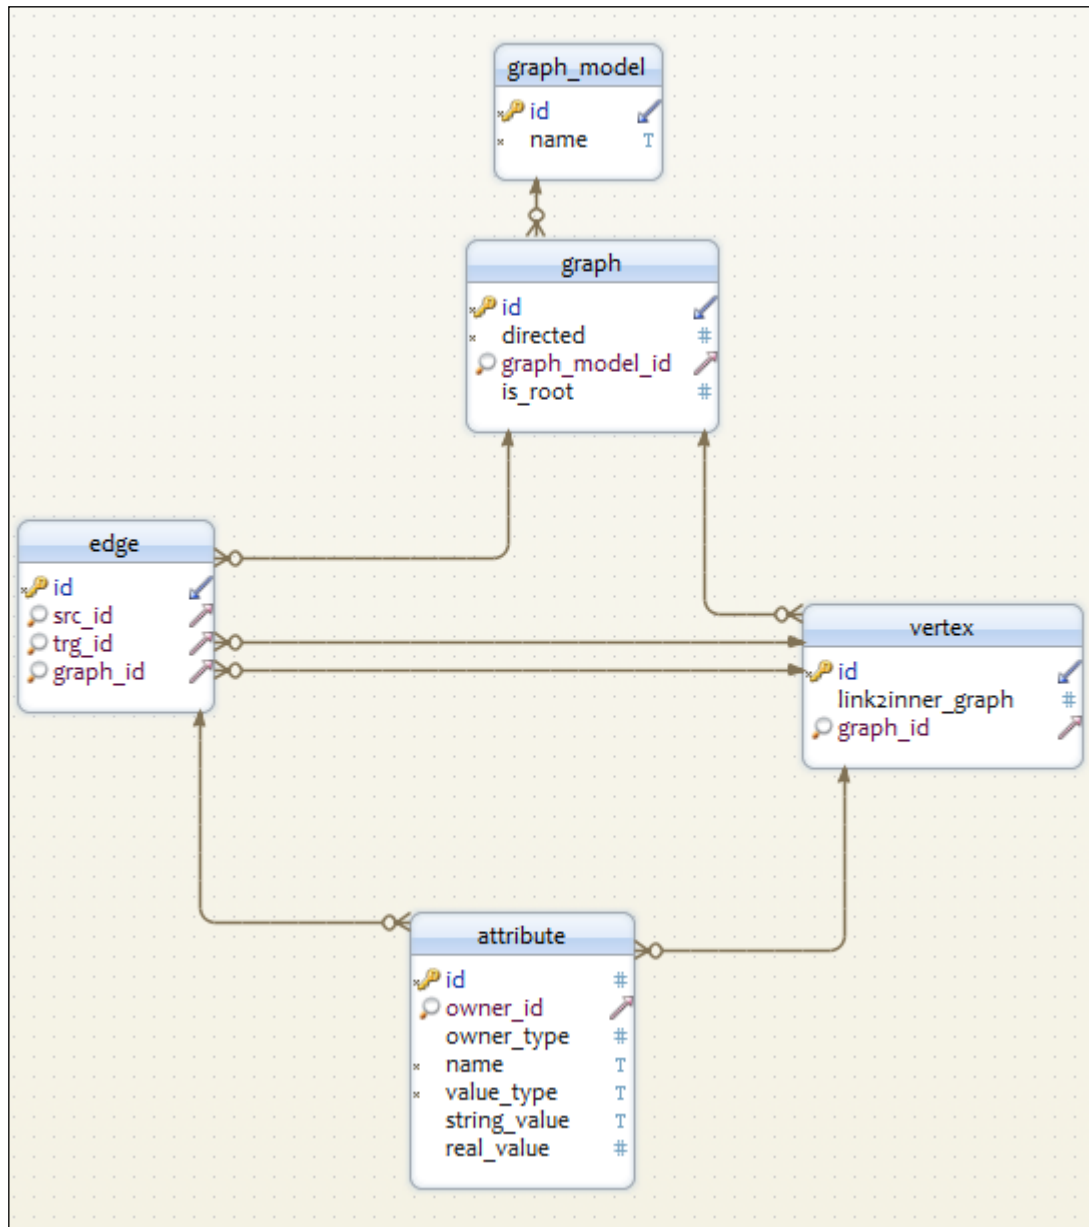 graph_model
id
name T
graph
id
directed #
graph_model_id
is_root #
edge
id
src_id
trg_id
graph_id
vertex
id
link2inner_graph #
graph_id
attribute
id #
owner_id
owner_type #
name T
value_type T
string_value T
real_value #